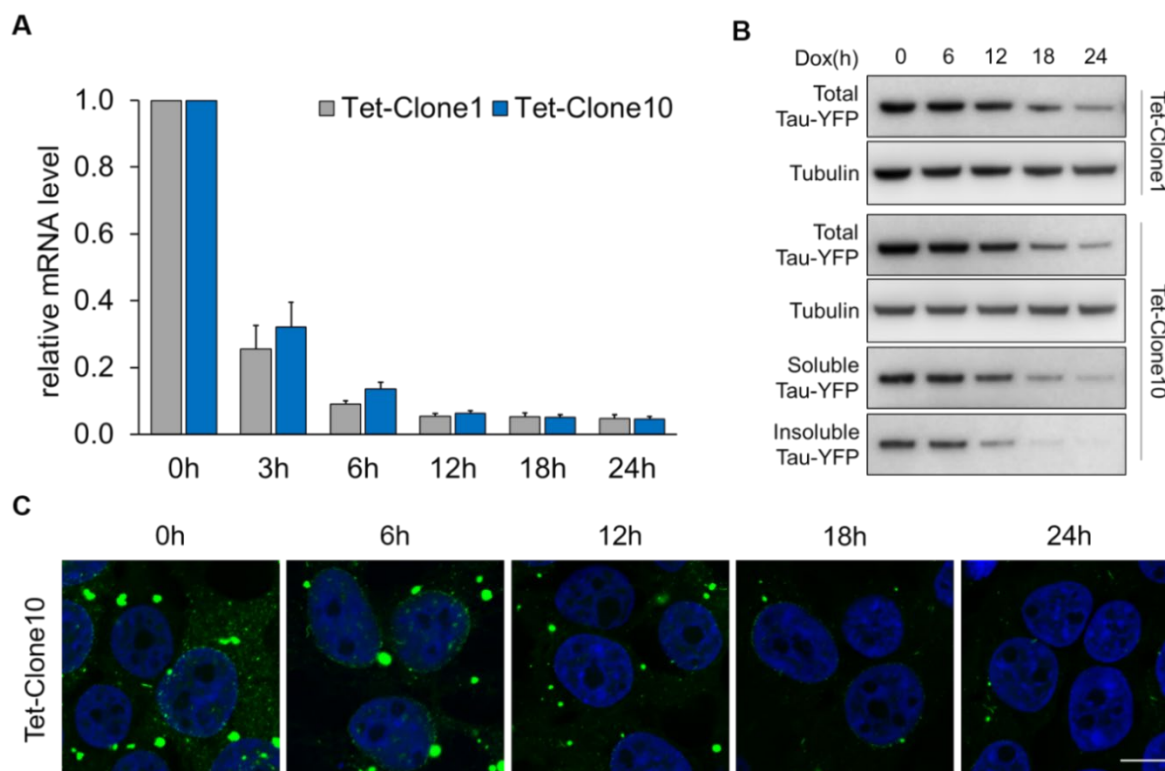 A
relative mRNA level
1.0
0.8
0.6
0.4
0.2
0.0
Tet-Clone1 Tet-Clone10
0h 3h 6h 12h 18h 24h
B
Dox(h) 0 6 12 18 24
Total
Tau-YFP
Tubulin
Tet-Clone1
Total
Tau-YFP
Tubulin
Soluble
Tau-YFP
Insoluble
Tau-YFP
Tet-Clone10
C
0h 6h 12h 18h 24h
Tet-Clone10